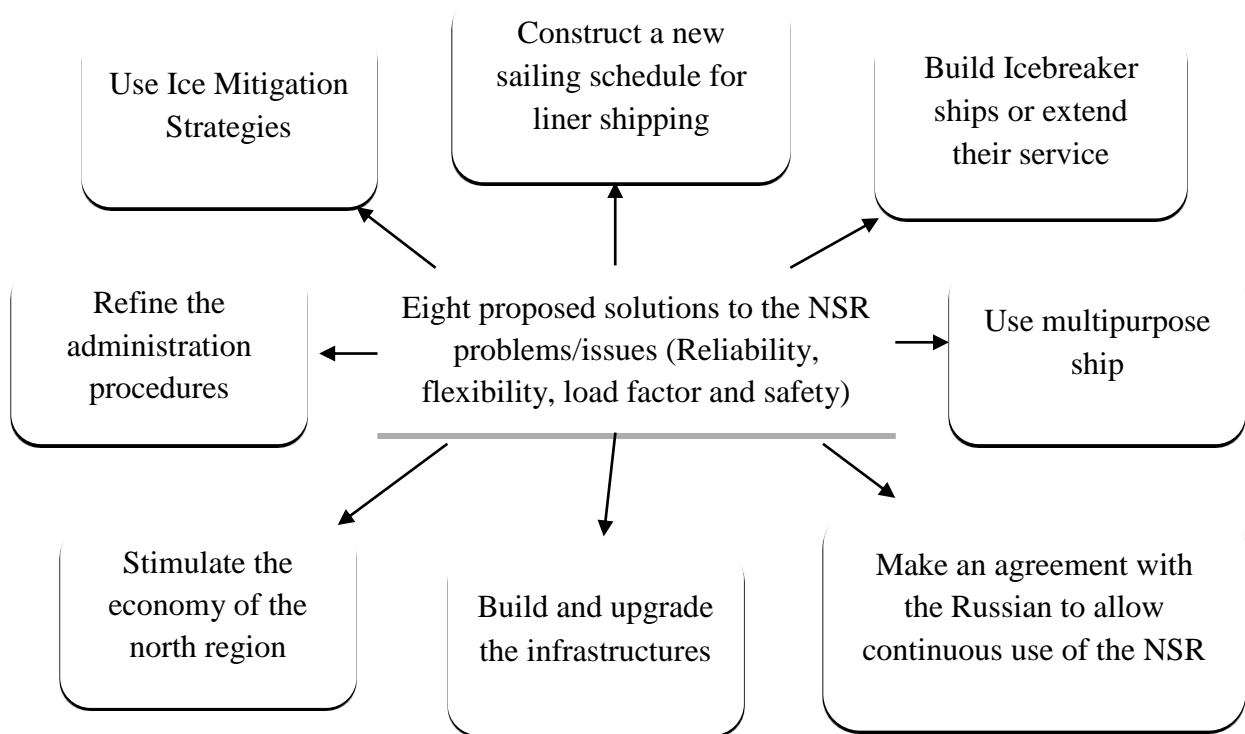 Use Ice Mitigation
Strategies
Construct a new
sailing schedule for
liner shipping
Build Icebreaker
ships or extend
their service
Refine the
administration
procedures
Eight proposed solutions to the NSR
problems/issues (Reliability,
flexibility, load factor and safety)
Use multipurpose
ship
Stimulate the
economy of the
north region
Build and upgrade
the infrastructures
Make an agreement with
the Russian to allow
continuous use of the NSR